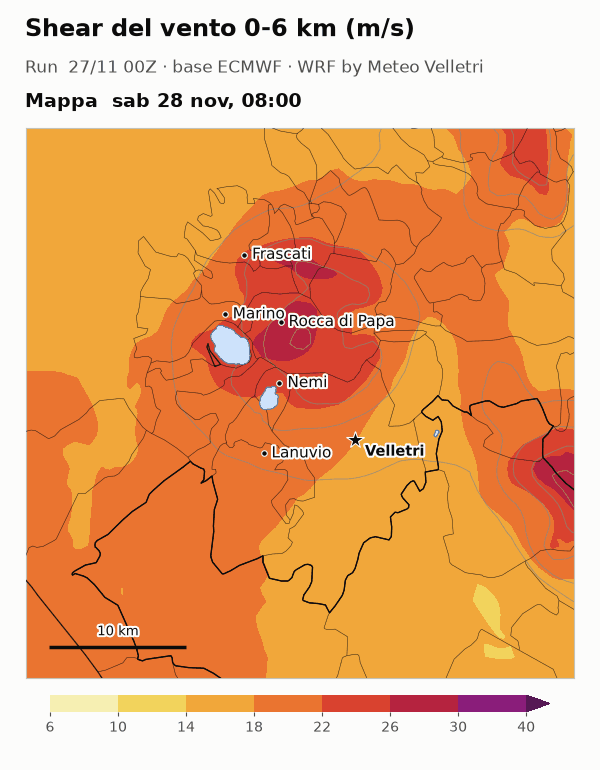 Shear del vento 0-6 km (m/s)
Run  27/11 00Z · base ECMWF · WRF by Meteo Velletri
Mappa  sab 28 nov, 08:00
Frascati
Marino
Rocca di Papa
Nemi
Velletri
Lanuvio
10 km
6 10 14 18 22 26 30 40